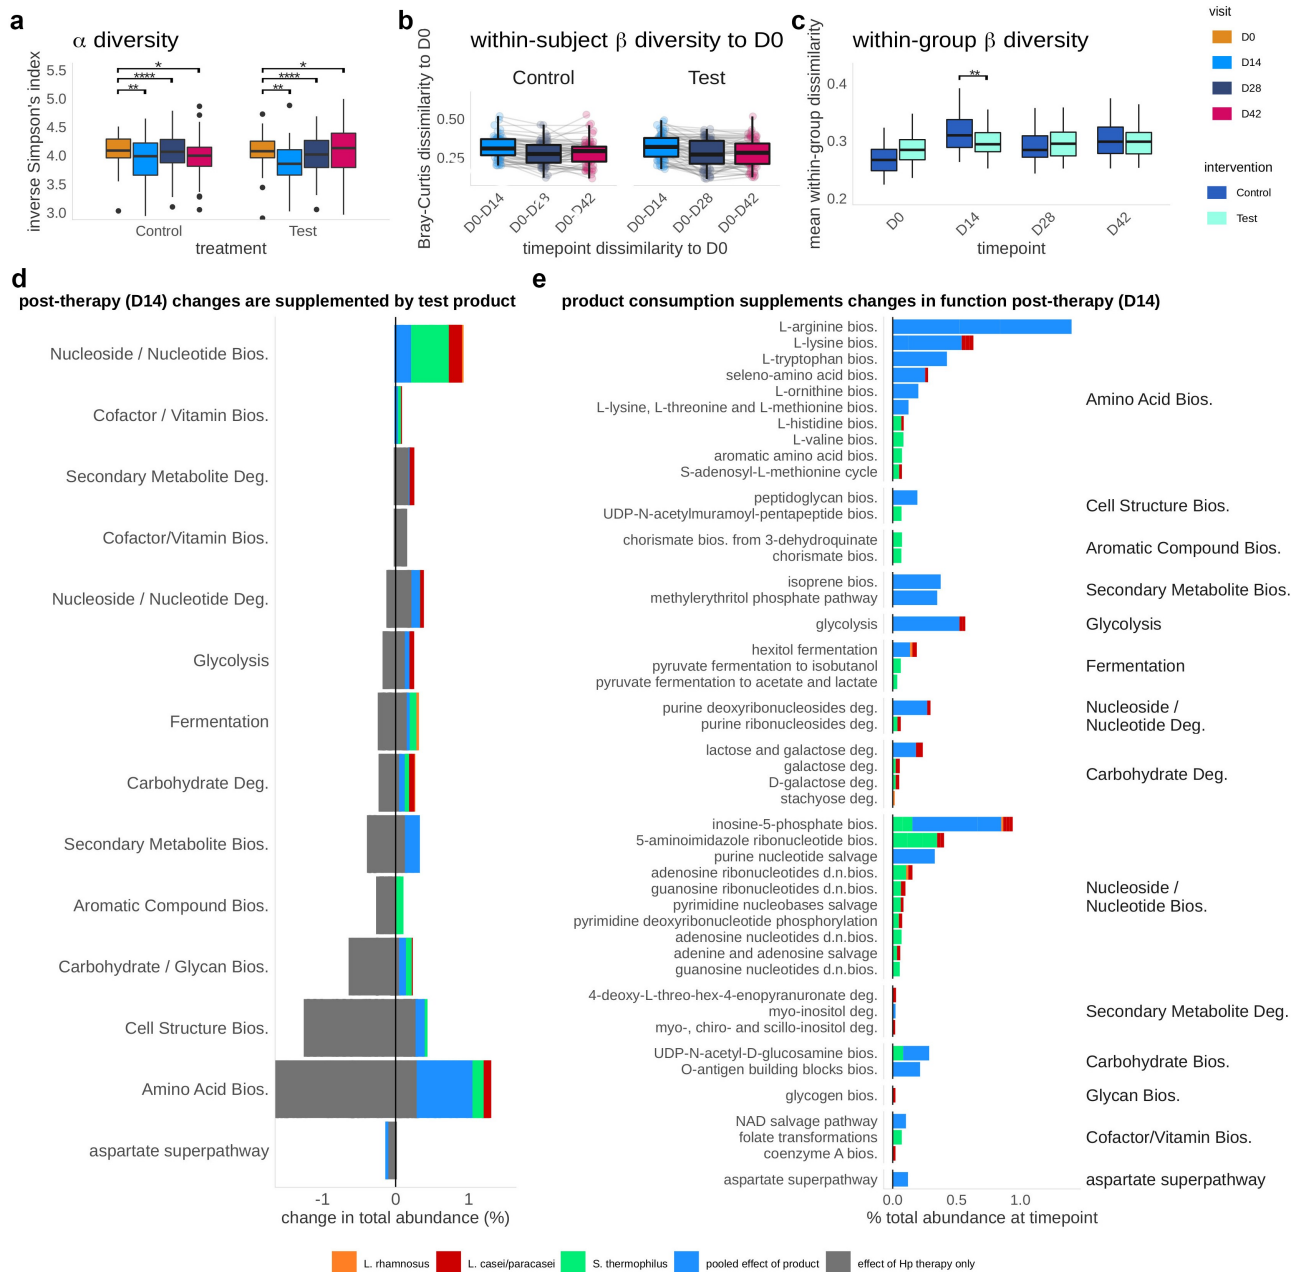 a
α diversity
inverse Simpson's index
5.5
5.0
4.5
4.0
3.5
3.0
*
****
**
*
****
**
Control
Test
treatment
b
within-subject β diversity to D0
Bray-Curtis dissimilarity to D0
Control
Test
0.50
0.25
D0-D14
D0-D28
D0-D42
D0-D14
D0-D28
D0-D42
timepoint dissimilarity to D0
c
within-group β diversity
mean within-group dissimilarity
0.4
0.3
0.2
**
D0
D14
D28
D42
timepoint
visit
D0
D14
D28
D42
intervention
Control
Test
d
post-therapy (D14) changes are supplemented by test product
Nucleoside / Nucleotide Bios.
Cofactor / Vitamin Bios.
Secondary Metabolite Deg.
Cofactor/Vitamin Bios.
Nucleoside / Nucleotide Deg.
Glycolysis
Fermentation
Carbohydrate Deg.
Secondary Metabolite Bios.
Aromatic Compound Bios.
Carbohydrate / Glycan Bios.
Cell Structure Bios.
Amino Acid Bios.
aspartate superpathway
-1
0
1
change in total abundance (%)
e
product consumption supplements changes in function post-therapy (D14)
L-arginine bios.
L-lysine bios.
L-tryptophan bios.
seleno-amino acid bios.
L-ornithine bios.
L-lysine, L-threonine and L-methionine bios.
L-histidine bios.
L-valine bios.
aromatic amino acid bios.
S-adenosyl-L-methionine cycle
Amino Acid Bios.
peptidoglycan bios.
UDP-N-acetylmuramoyl-pentapeptide bios.
Cell Structure Bios.
chorismate bios. from 3-dehydroquinate
chorismate bios.
Aromatic Compound Bios.
isoprene bios.
methylerythritol phosphate pathway
Secondary Metabolite Bios.
glycolysis
Glycolysis
hexitol fermentation
pyruvate fermentation to isobutanol
pyruvate fermentation to acetate and lactate
Fermentation
purine deoxyribonucleosides deg.
purine ribonucleosides deg.
Nucleoside /
Nucleotide Deg.
lactose and galactose deg.
galactose deg.
D-galactose deg.
stachyose deg.
Carbohydrate Deg.
inosine-5-phosphate bios.
5-aminoimidazole ribonucleotide bios.
purine nucleotide salvage
adenosine ribonucleotides d.n.bios.
guanosine ribonucleotides d.n.bios.
pyrimidine nucleobases salvage
pyrimidine deoxyribonucleotide phosphorylation
adenosine nucleotides d.n.bios.
adenine and adenosine salvage
guanosine nucleotides d.n.bios.
Nucleoside /
Nucleotide Bios.
4-deoxy-L-threo-hex-4-enopyranuronate deg.
myo-inositol deg.
myo-, chiro- and scillo-inositol deg.
Secondary Metabolite Deg.
UDP-N-acetyl-D-glucosamine bios.
O-antigen building blocks bios.
Carbohydrate Bios.
glycogen bios.
Glycan Bios.
NAD salvage pathway
folate transformations
coenzyme A bios.
Cofactor/Vitamin Bios.
aspartate superpathway
aspartate superpathway
0.0
0.5
1.0
% total abundance at timepoint
L. rhamnosus
L. casei/paracasei
S. thermophilus
pooled effect of product
effect of Hp therapy only